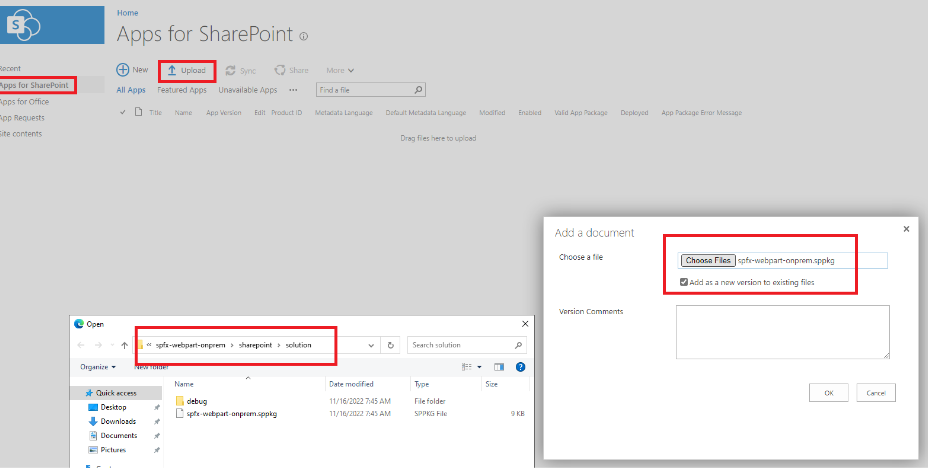 Home
Apps for SharePoint
New Upload Sync Share More
All Apps Featured Apps Unavailable Apps ••• Find a file
Title Name App Version Edit Product ID Metadata Language Default Metadata Language Modified Enabled Valid App Package Deployed App Package Error Message
Drag files here to upload
S
Recent
Apps for SharePoint
Apps for Office
App Requests
Site contents
Add a document
Choose a file
Choose Files spfx-webpart-onprem.sppkg
Add as a new version to existing files
Version Comments
OK Cancel
Open
« spfx-webpart-onprem > sharepoint > solution Search solution
Organize New folder
Name Date modified Type Size
Quick access
Desktop
Downloads
Documents
Pictures
debug 11/16/2022 7:45 AM File folder
spfx-webpart-onprem.sppkg 11/16/2022 7:45 AM SPPKG File 9 KB